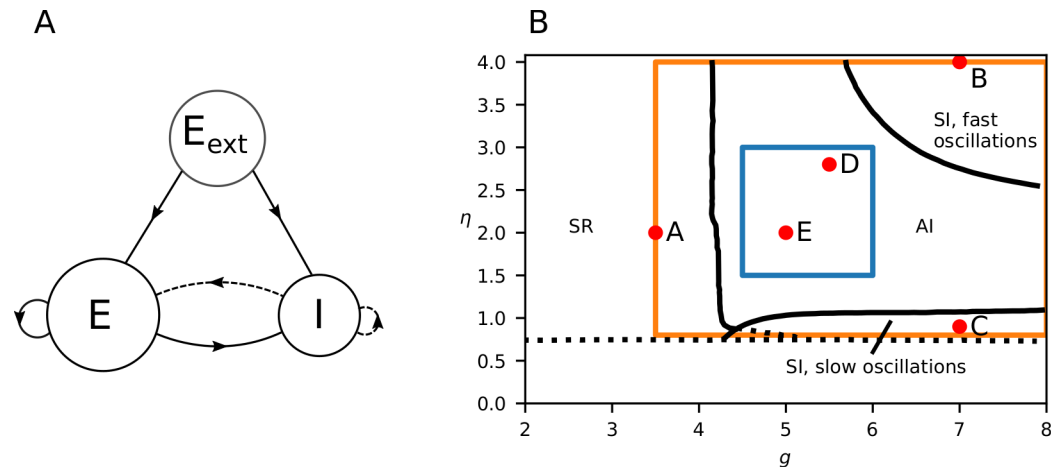 A
E_ext
E
I
B
4.0
3.5
3.0
2.5
2.0
1.5
1.0
0.5
0.0
η
2
3
4
5
6
7
8
g
SR
A
B
SI, fast
oscillations
D
E
AI
C
SI, slow oscillations